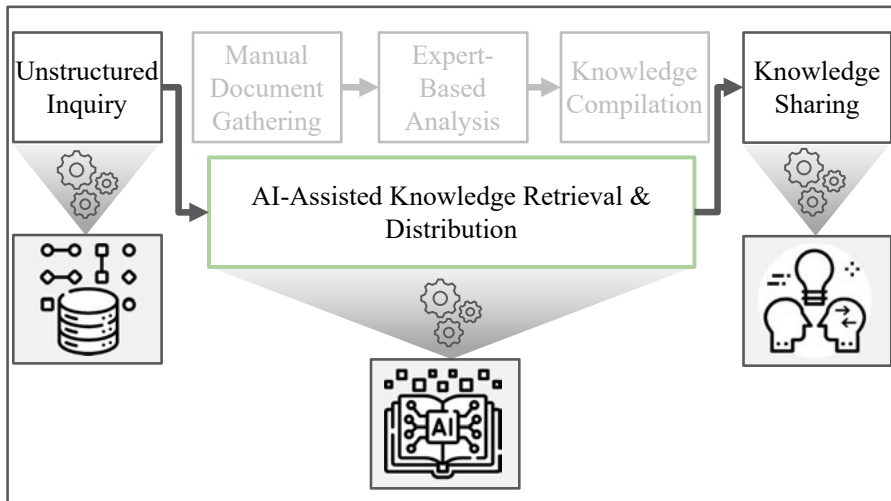 Unstructured
Inquiry
Manual
Document
Gathering
Expert-
Based
Analysis
Knowledge
Compilation
Knowledge
Sharing
AI-Assisted Knowledge Retrieval &
Distribution
AI